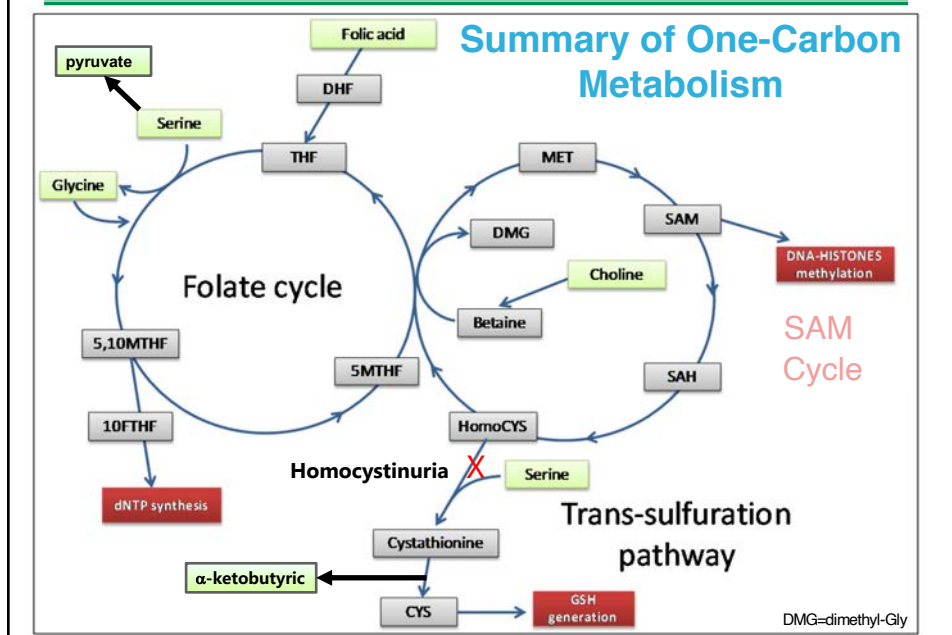 Summary of One-Carbon
Metabolism
Folic acid
pyruvate
DHF
Serine
THF
MET
Glycine
SAM
DMG
DNA-HISTONES
methylation
Choline
Folate cycle
Betaine
SAM
Cycle
5,10MTHF
5MTHF
SAH
10FTHF
HomoCYS
Homocystinuria
X
Serine
dNTP synthesis
Trans-sulfuration
pathway
Cystathionine
α-ketobutyric
CYS
GSH
generation
DMG=dimethyl-Gly